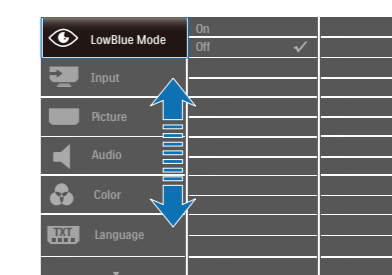 LowBlue Mode
On
Off
Input
Picture
Audio
Color
TXT
Language